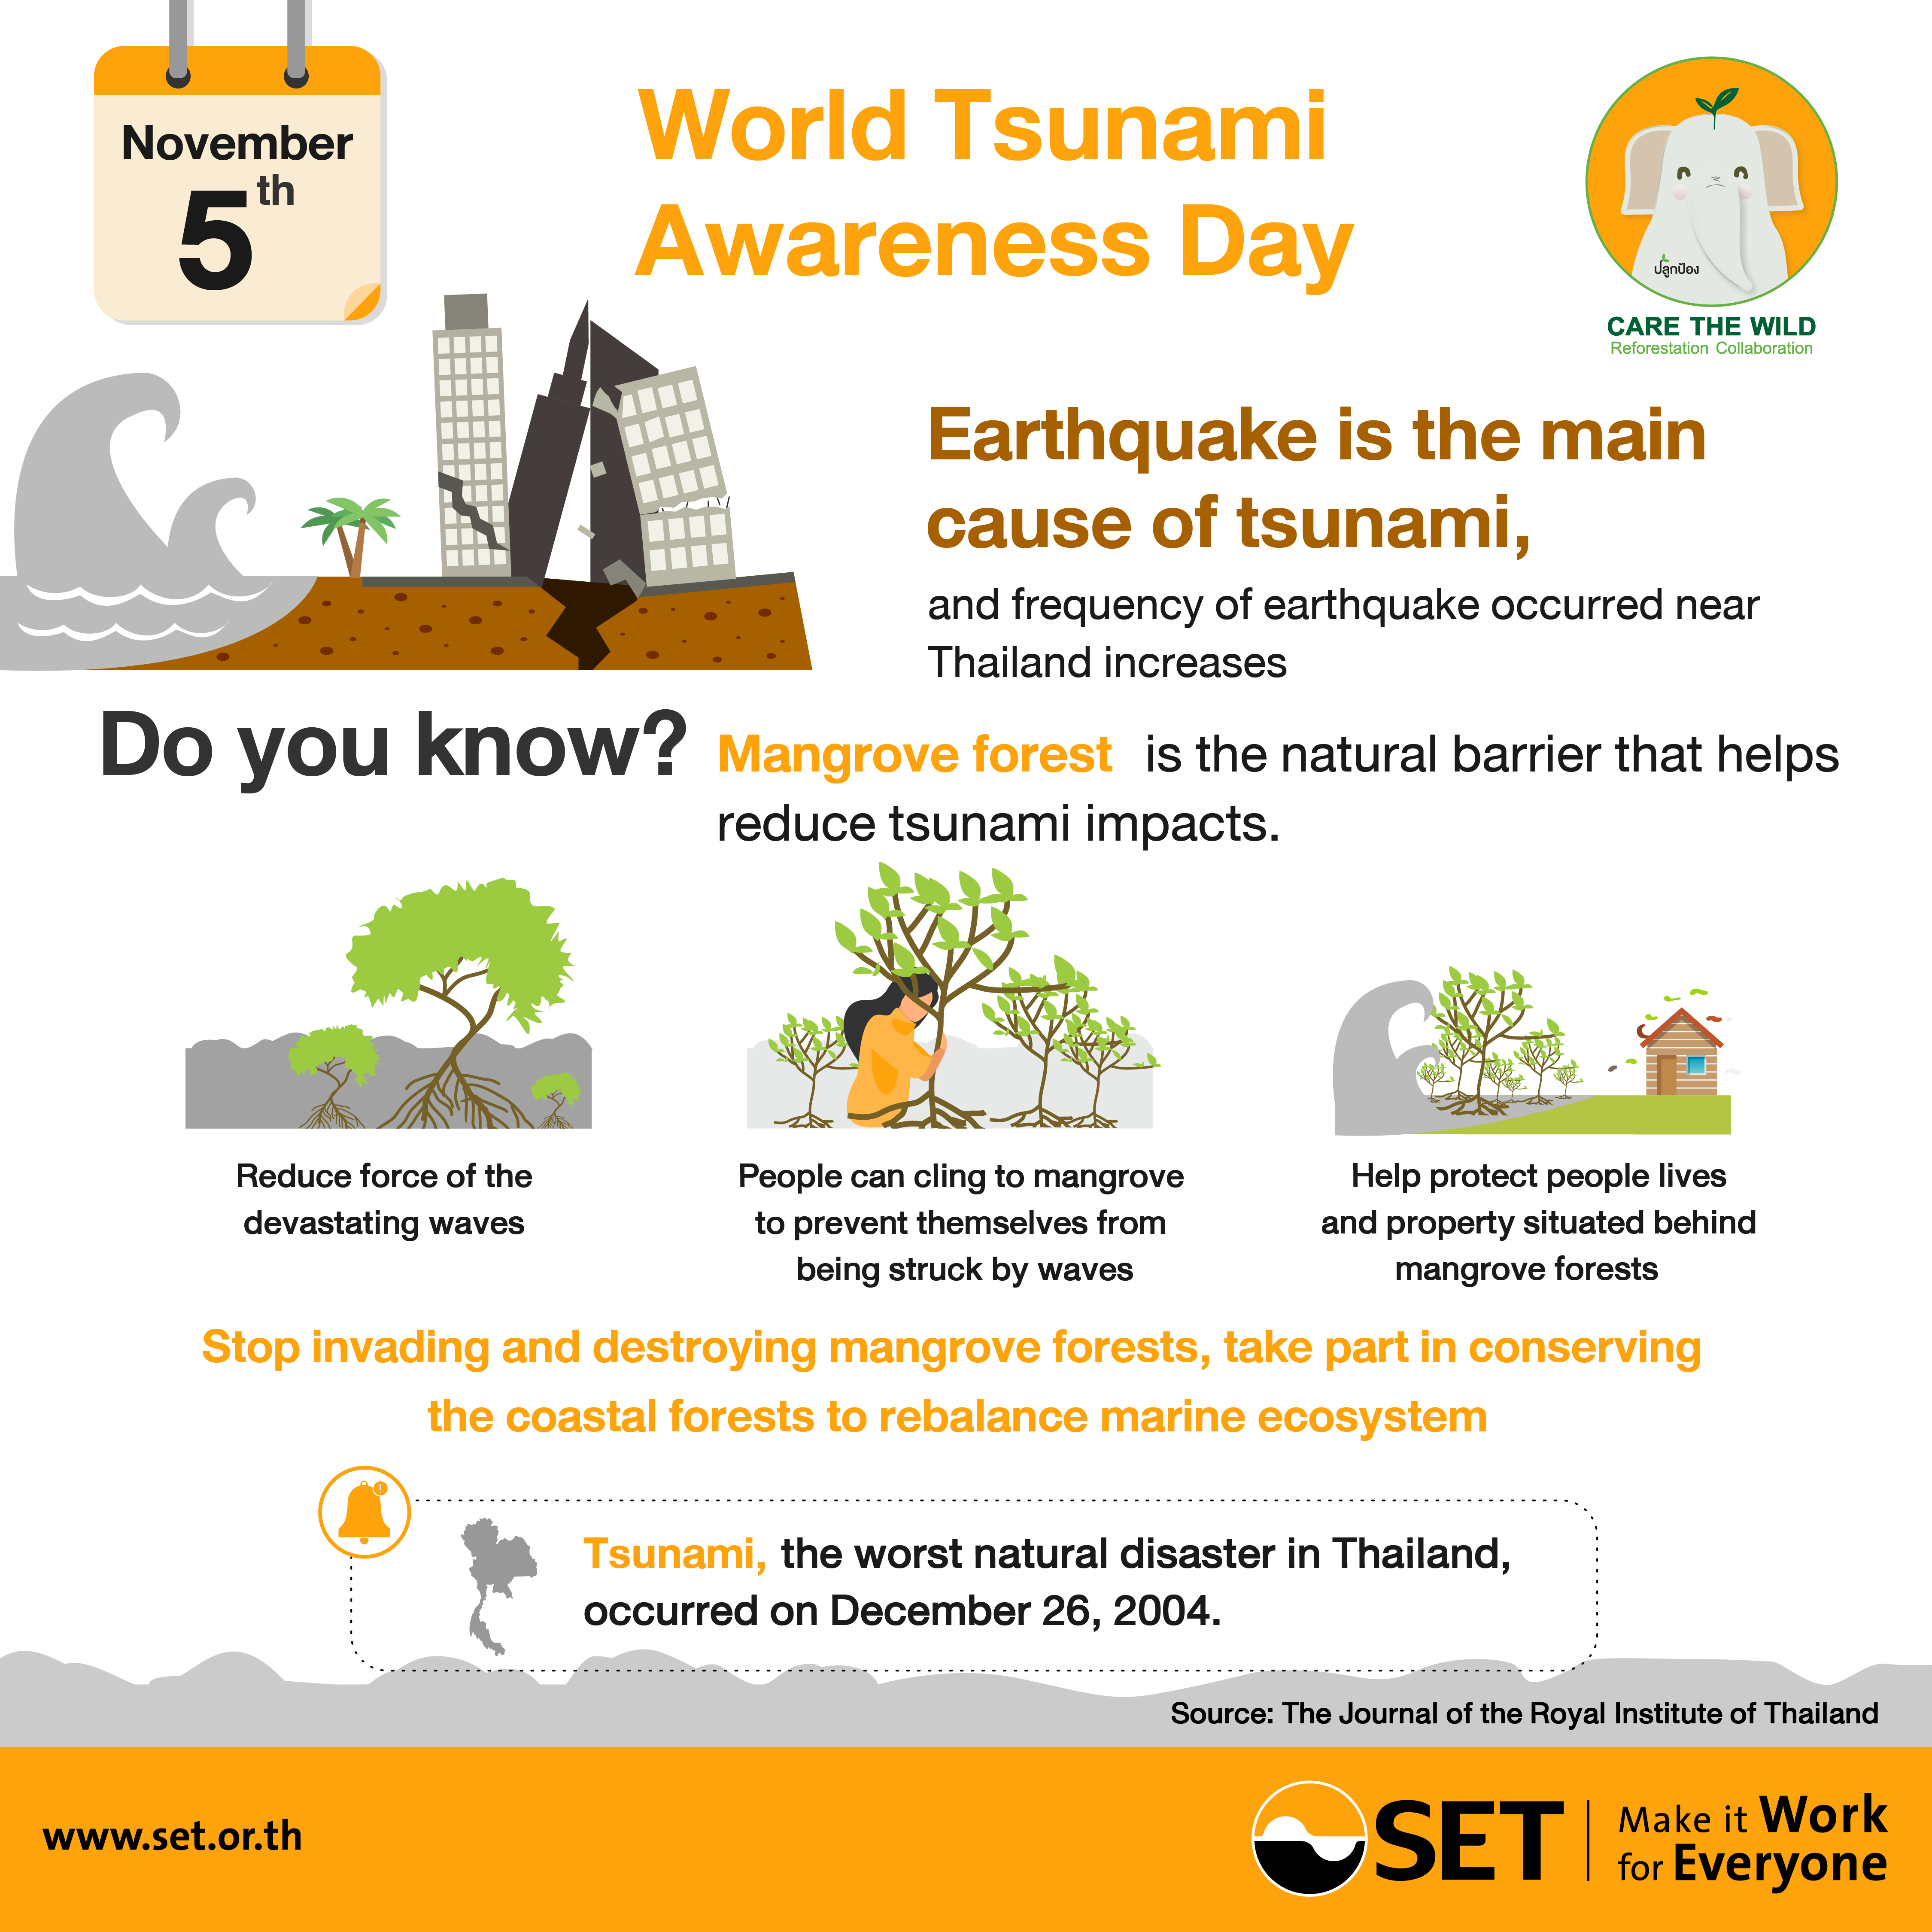 November
5th
World Tsunami
Awareness Day
ปลูกป้อง
CARE THE WILD
Reforestation Collaboration
Earthquake is the main
cause of tsunami,
and frequency of earthquake occurred near
Thailand increases
Do you know?
Mangrove forest is the natural barrier that helps
reduce tsunami impacts.
Reduce force of the
devastating waves
People can cling to mangrove
to prevent themselves from
being struck by waves
Help protect people lives
and property situated behind
mangrove forests
Stop invading and destroying mangrove forests, take part in conserving
the coastal forests to rebalance marine ecosystem
Tsunami, the worst natural disaster in Thailand,
occurred on December 26, 2004.
Source: The Journal of the Royal Institute of Thailand
www.set.or.th
SET
Make it Work
for Everyone